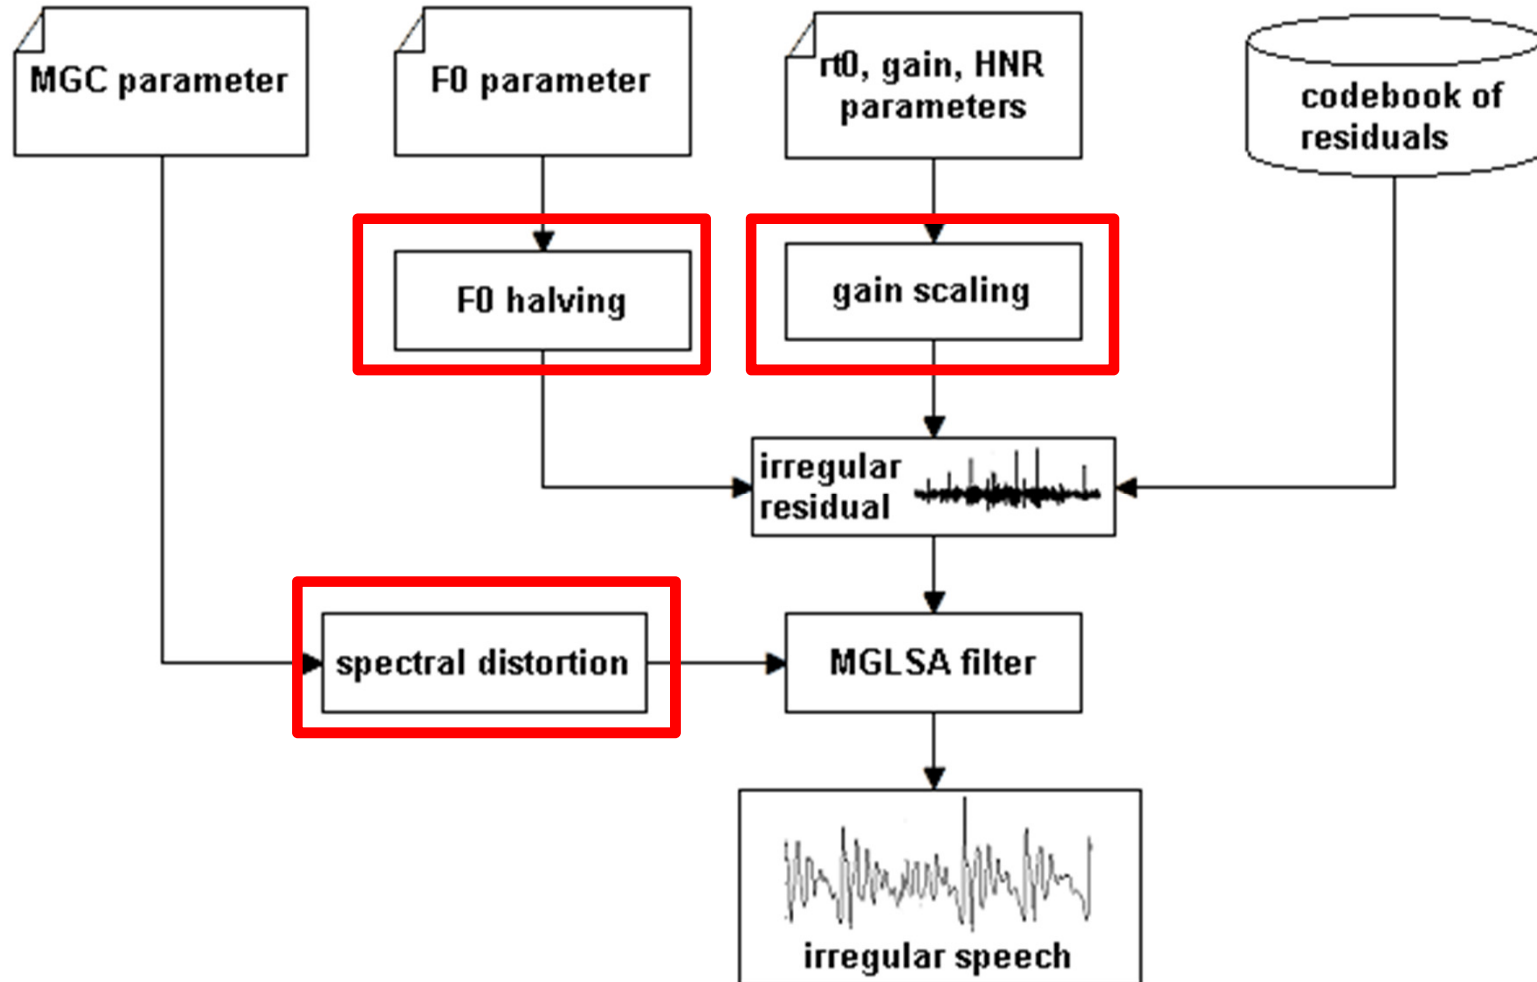 MGC parameter
F0 parameter
rt0, gain, HNR
parameters
codebook of
residuals
F0 halving
gain scaling
irregular
residual
spectral distortion
MGLSA filter
irregular speech